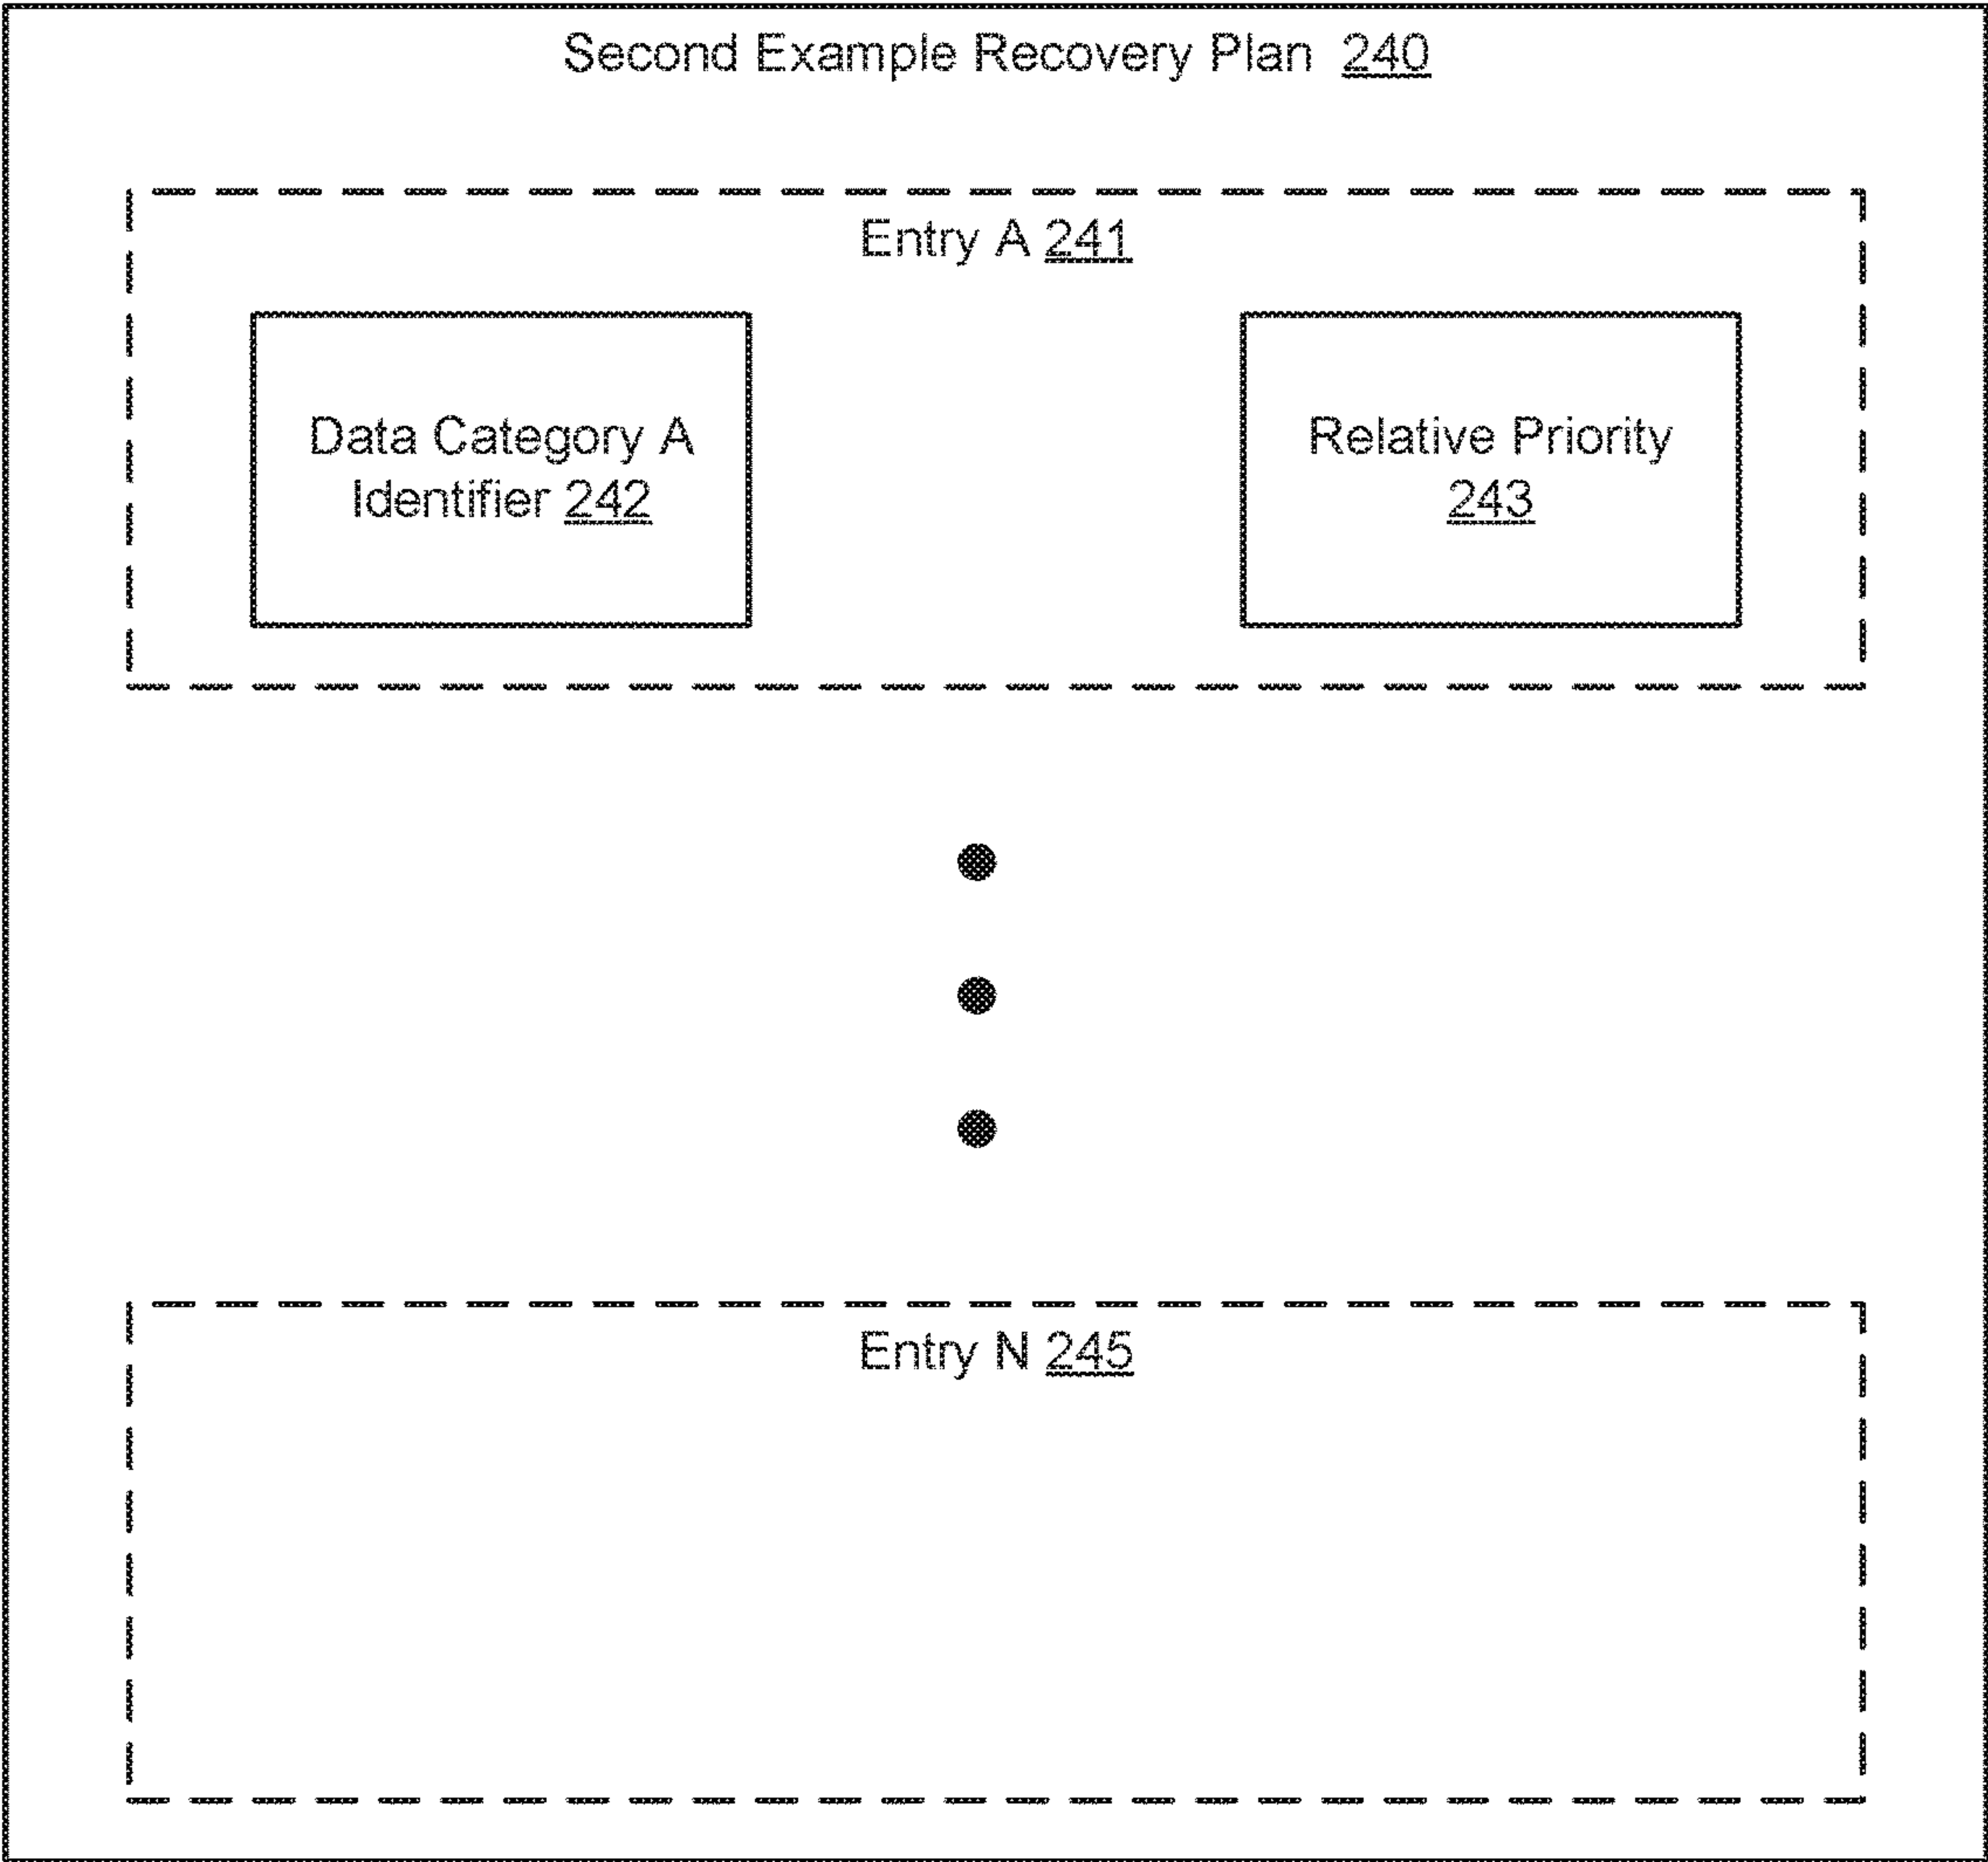 Second Example Recovery Plan 240
Entry A 241
Data Category A
Identifier 242
Relative Priority
243
Entry N 245